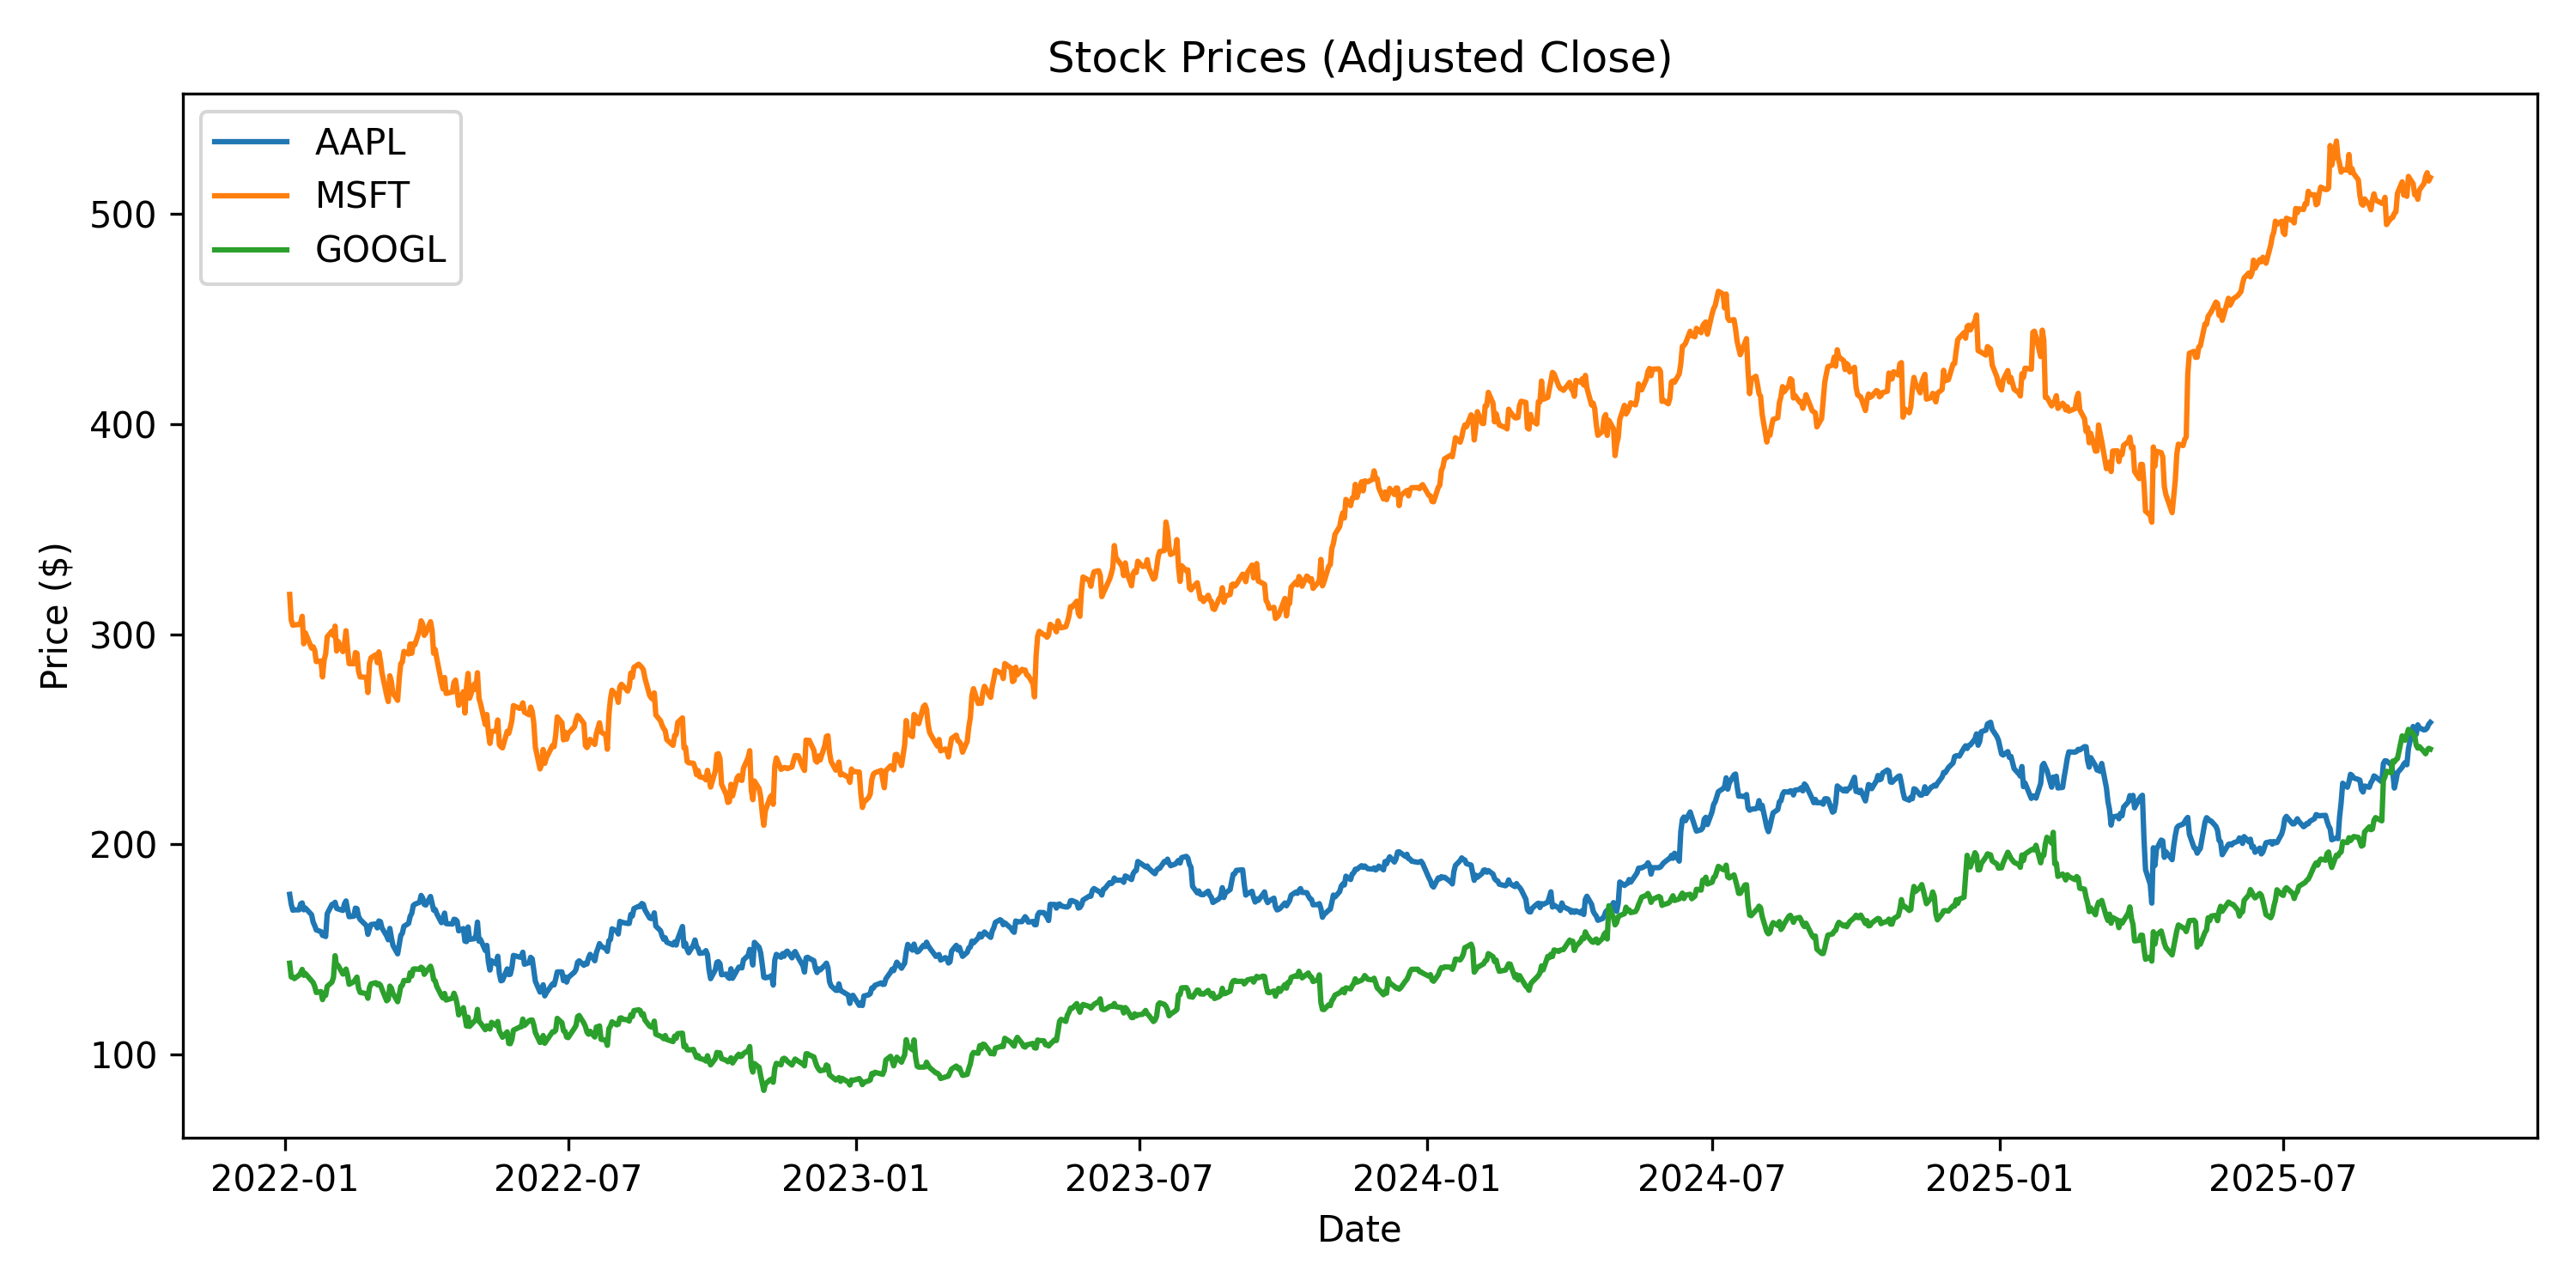 Stock Prices (Adjusted Close)
AAPL
MSFT
GOOGL
500
400
300
200
100
Price ($)
2022-01 2022-07 2023-01 2023-07 2024-01 2024-07 2025-01 2025-07
Date